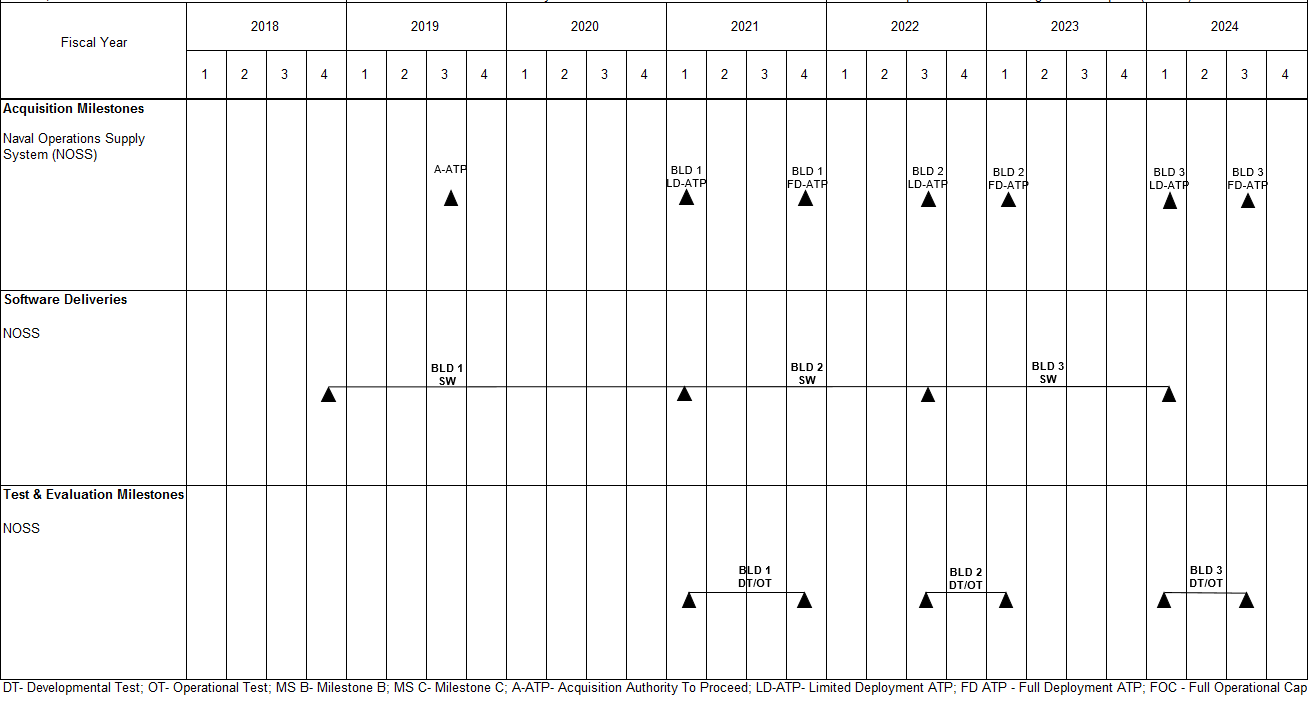 Fiscal Year
2018 2019 2020 2021 2022 2023 2024
1 2 3 4 1 2 3 4 1 2 3 4 1 2 3 4 1 2 3 4 1 2 3 4 1 2 3 4
Acquisition Milestones
Naval Operations Supply
System (NOSS)
A-ATP
BLD 1
LD-ATP
BLD 1
FD-ATP
BLD 2
LD-ATP
BLD 2
FD-ATP
BLD 3
LD-ATP
BLD 3
FD-ATP
Software Deliveries
NOSS
BLD 1
SW
BLD 2
SW
BLD 3
SW
Test & Evaluation Milestones
NOSS
BLD 1
DT/OT
BLD 2
DT/OT
BLD 3
DT/OT
DT- Developmental Test; OT- Operational Test; MS B- Milestone B; MS C- Milestone C; A-ATP- Acquisition Authority To Proceed; LD-ATP- Limited Deployment ATP; FD ATP - Full Deployment ATP; FOC - Full Operational Cap